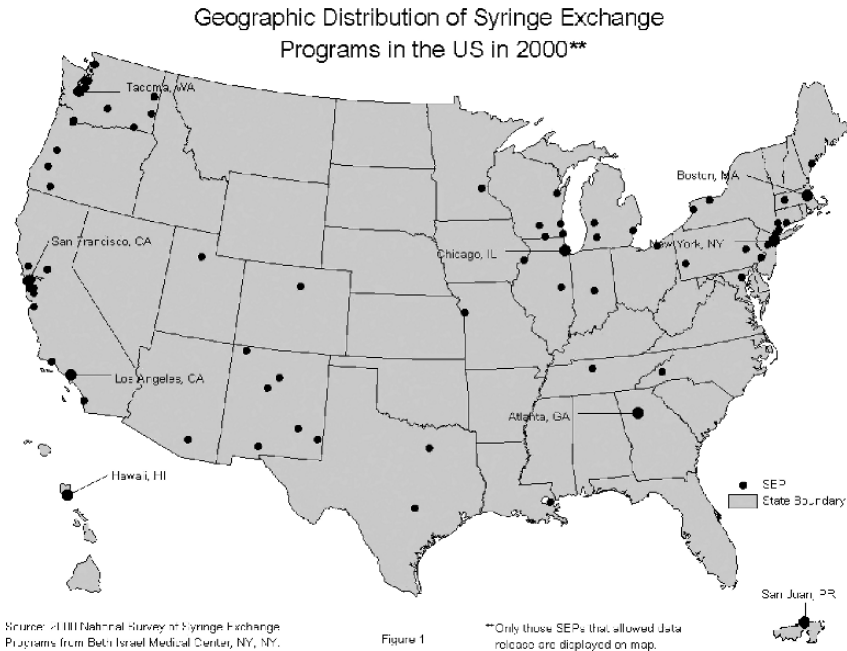 Geographic Distribution of Syringe Exchange
Programs in the US in 2000**
Tacoma, WA
Boston, MA
San Francisco, CA
New York, NY
Chicago, IL
Los Angeles, CA
Atlanta, GA
Hawaii, HI
SEP
State Boundary
San Juan, PR
Source: 2000 National Survey of Syringe Exchange
Programs from Beth Israel Medical Center, NY, NY.
Figure 1
**Only those SEPs that allowed data
release are displayed on map.